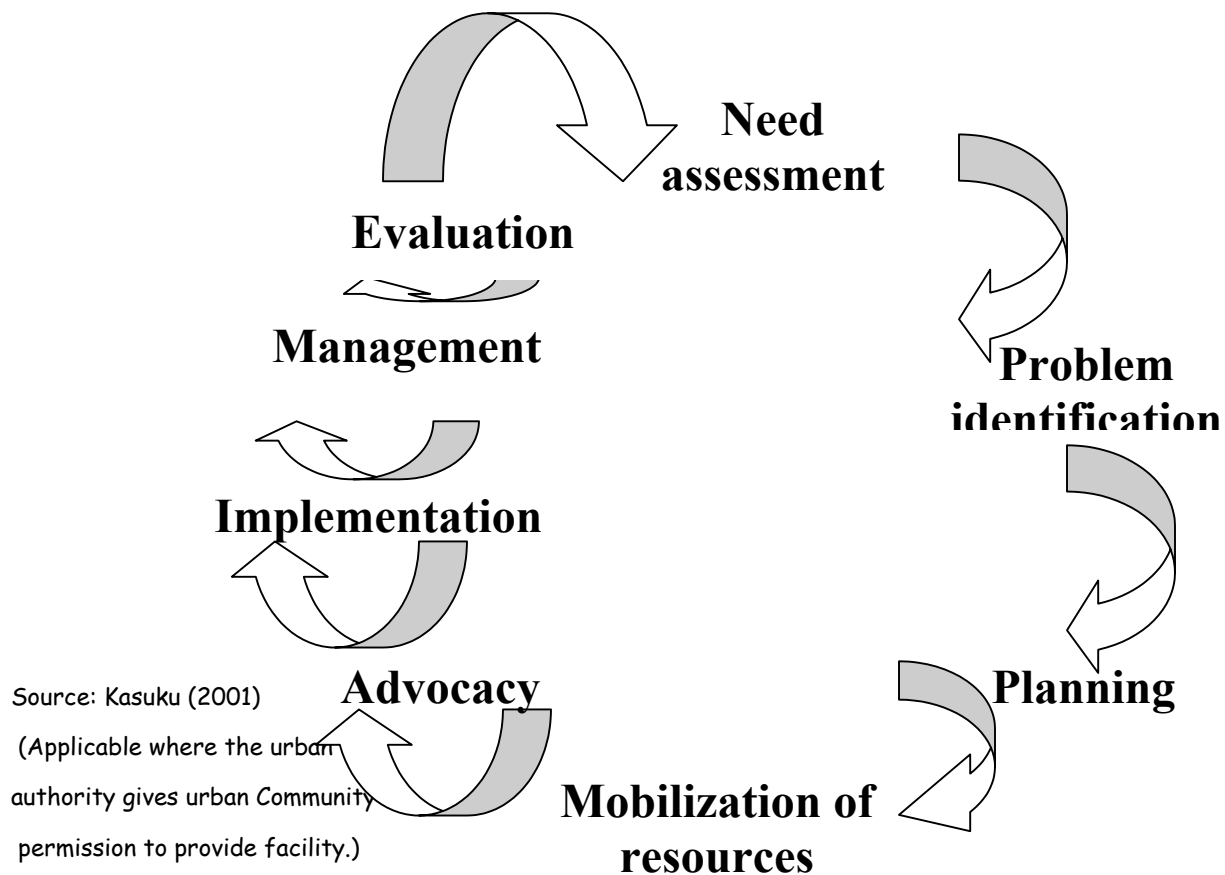 Need
assessment
Problem
identification
Planning
Mobilization of
resources
Advocacy
Implementation
Management
Evaluation
Source: Kasuku (2001)
(Applicable where the urban
authority gives urban Community
permission to provide facility.)